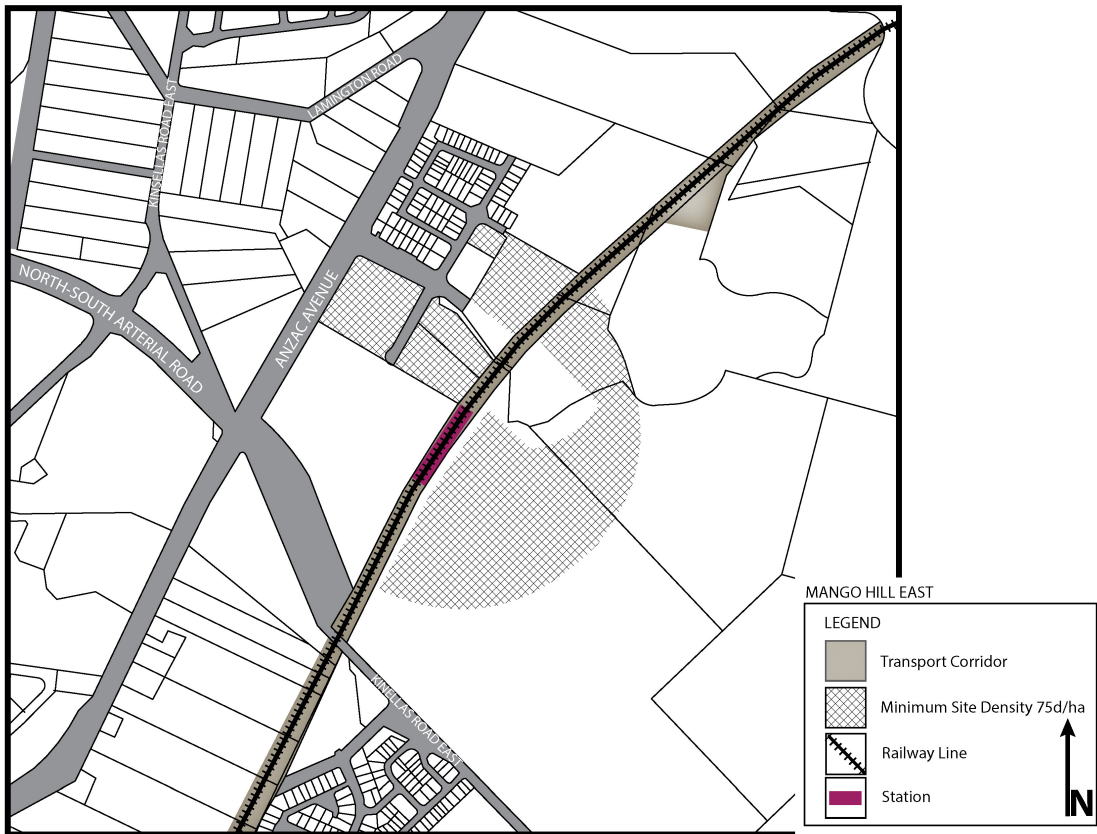 LAMINGTON ROAD
KINSELLAS ROAD EAST
NORTH-SOUTH ARTERIAL ROAD
ANZAC AVENUE
KINELLAS ROAD EAST
MANGO HILL EAST
LEGEND
Transport Corridor
Minimum Site Density 75d/ha
Railway Line
Station
N